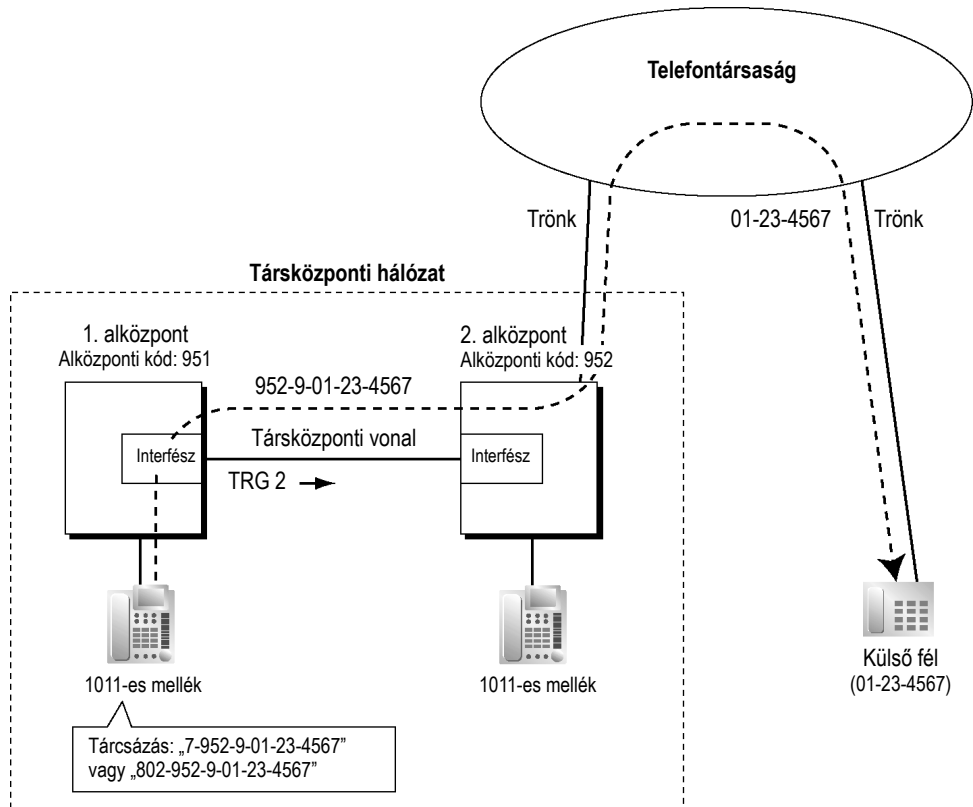 Telefontársaság
Trönk
01-23-4567
Trönk
Társközponti hálózat
1. alközpont
Alközponti kód: 951
2. alközpont
Alközponti kód: 952
952-9-01-23-4567
Interfész
Társközponti vonal
Interfész
TRG 2
1011-es mellék
1011-es mellék
Külső fél
(01-23-4567)
Tárcsázás: „7-952-9-01-23-4567”
vagy „802-952-9-01-23-4567”